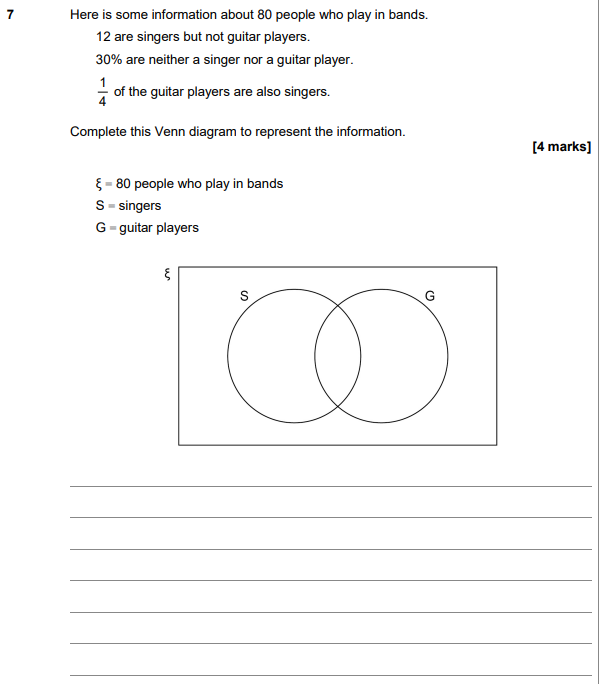 7 Here is some information about 80 people who play in bands.
12 are singers but not guitar players.
30% are neither a singer nor a guitar player.
1/4 of the guitar players are also singers.
Complete this Venn diagram to represent the information.
[4 marks]
ξ = 80 people who play in bands
S = singers
G = guitar players
ξ
S G